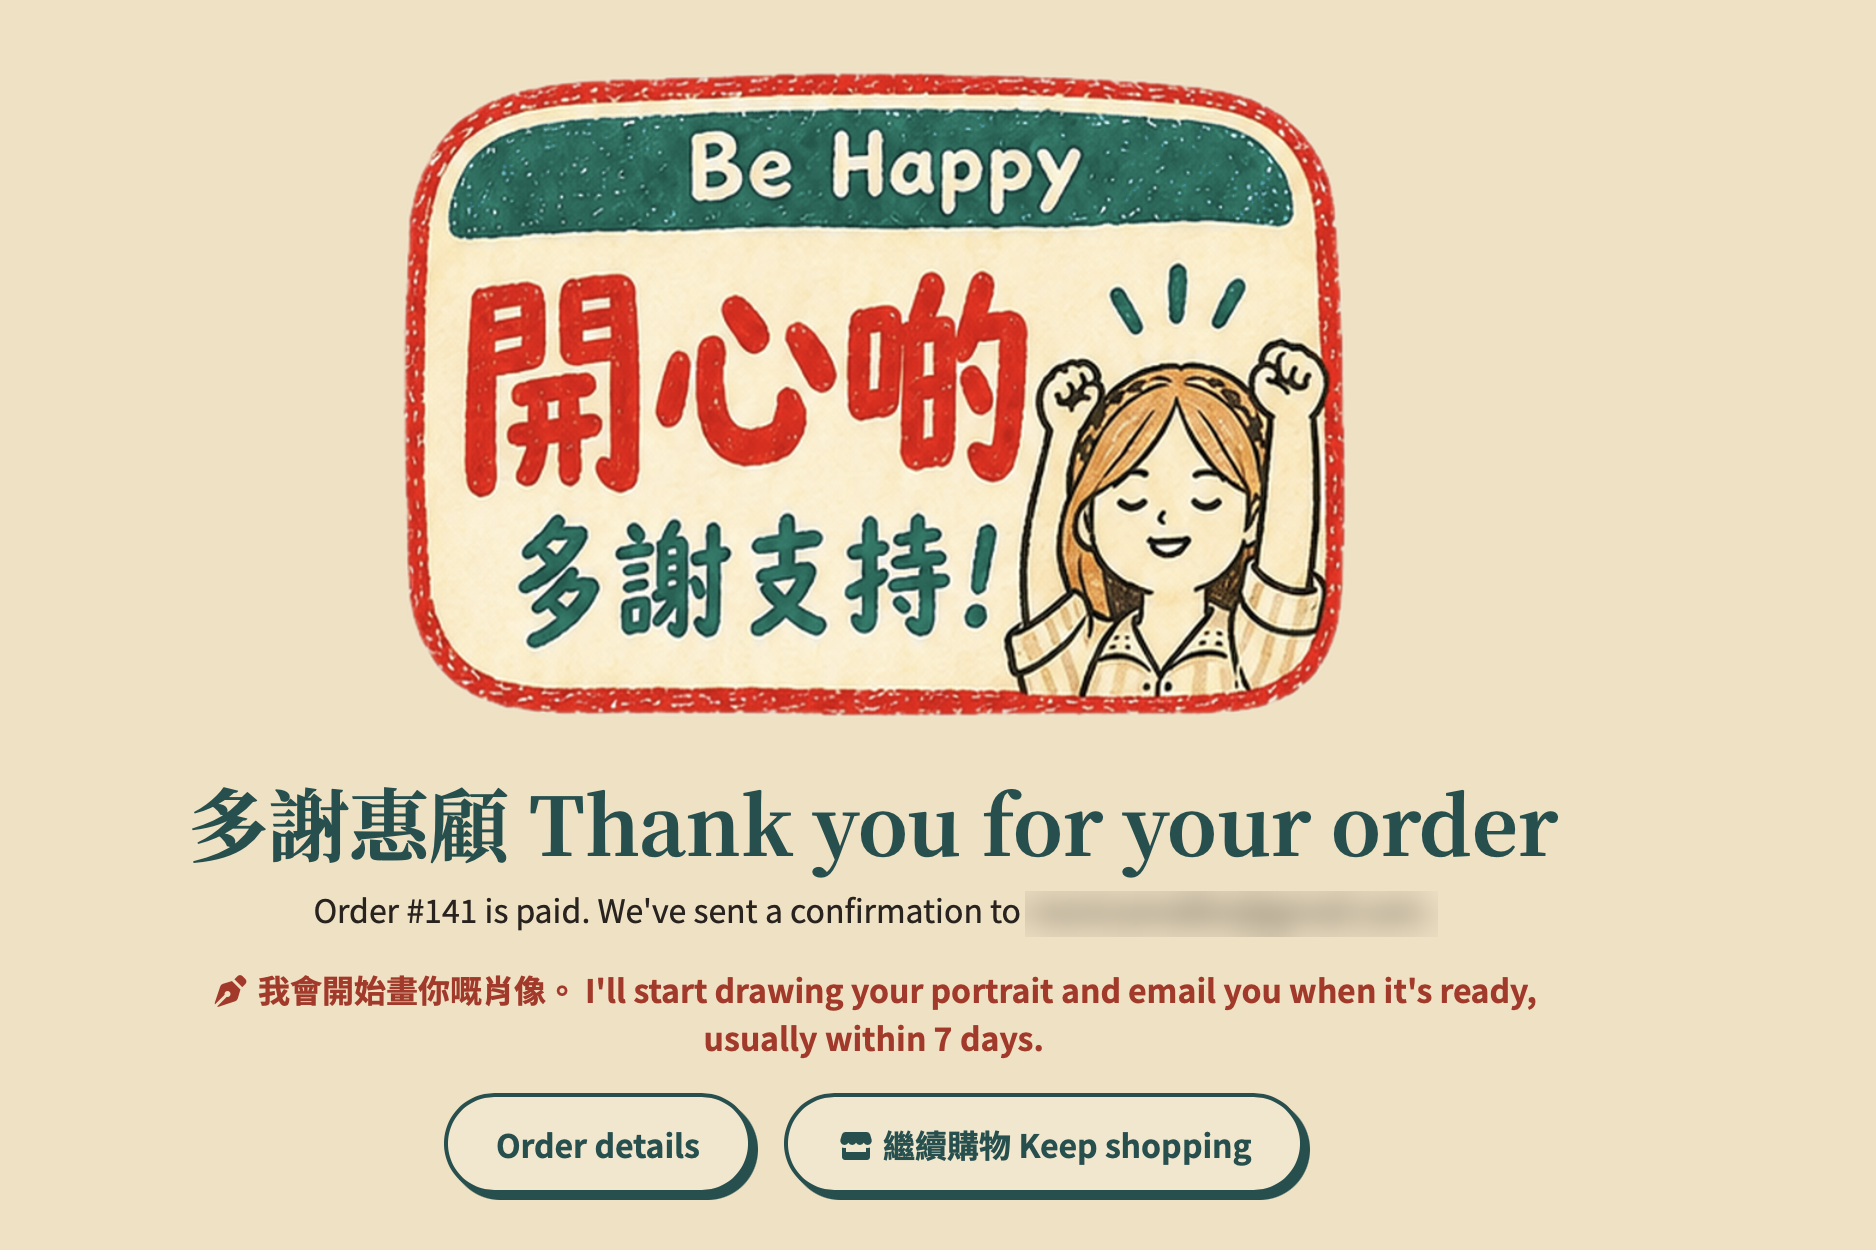 Be Happy
開心啲
多謝支持!
多謝惠顧 Thank you for your order
Order #141 is paid. We've sent a confirmation to
我會開始畫你嘅肖像。 I'll start drawing your portrait and email you when it's ready,
usually within 7 days.
Order details
繼續購物 Keep shopping